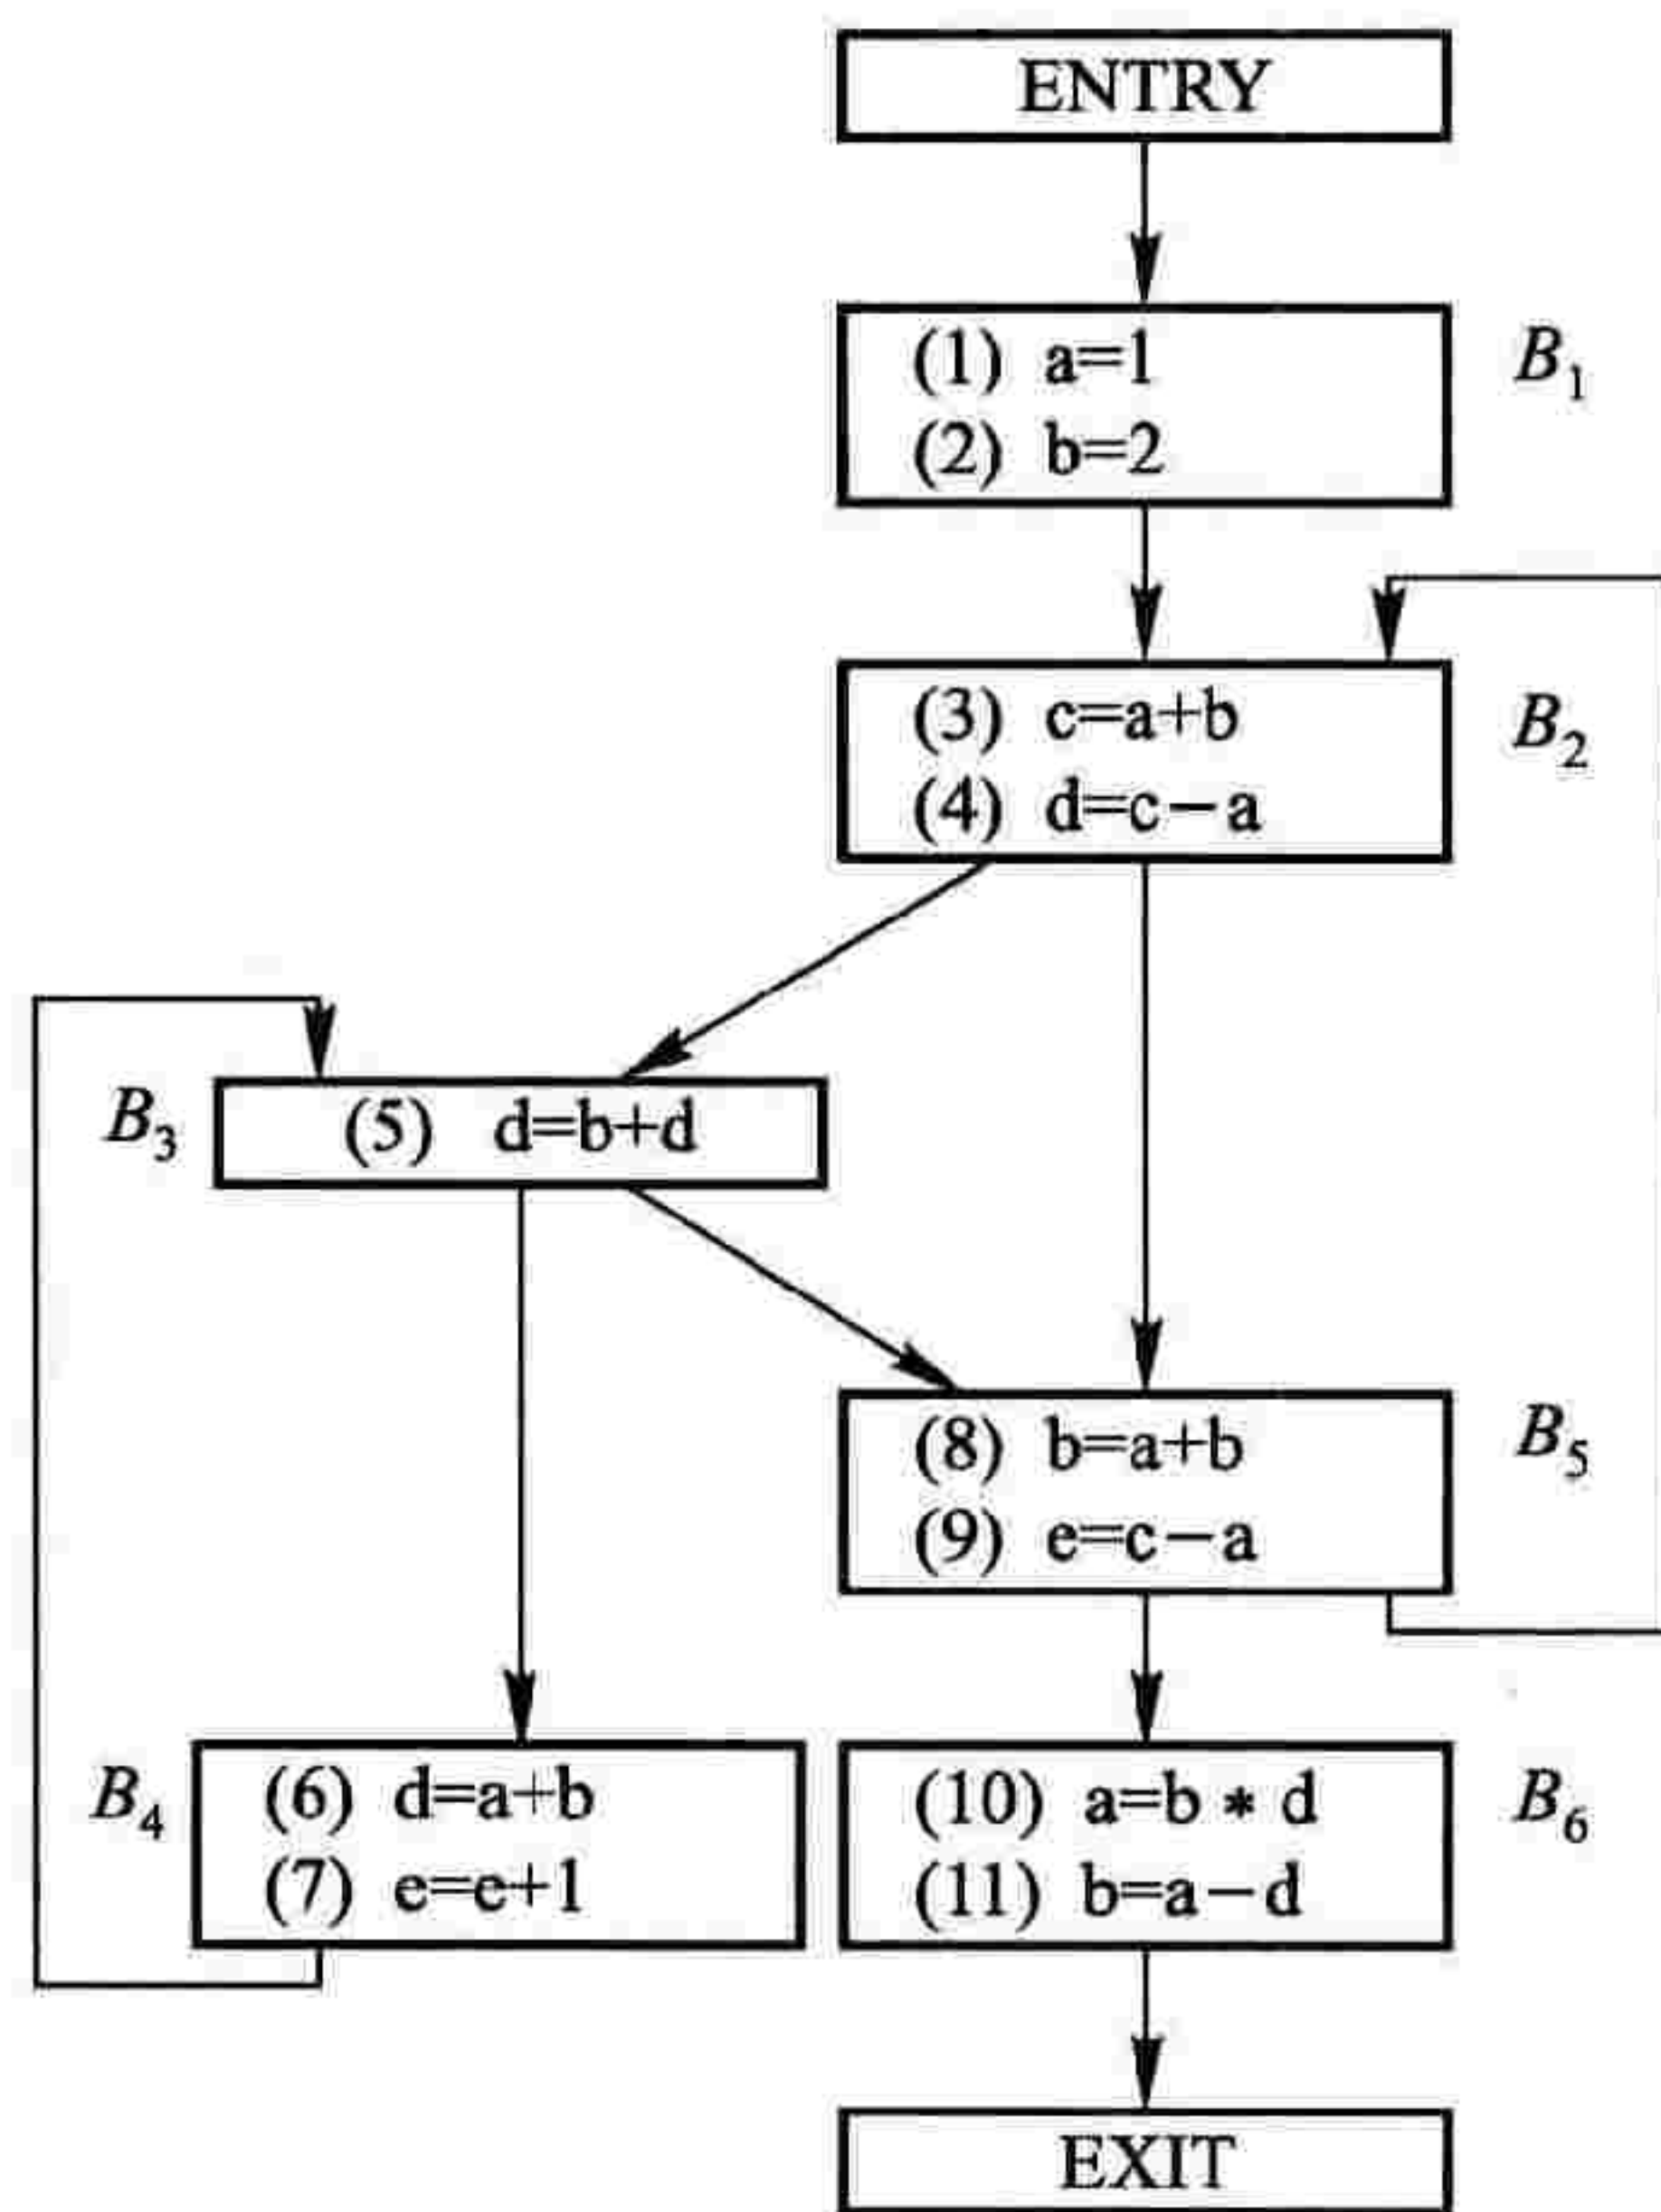 ENTRY
(1) a=1
(2) b=2
B₁
(3) c=a+b
(4) d=c−a
B₂
B₃
(5) d=b+d
(8) b=a+b
(9) e=c−a
B₅
B₄
(6) d=a+b
(7) e=e+1
(10) a=b * d
(11) b=a−d
B₆
EXIT